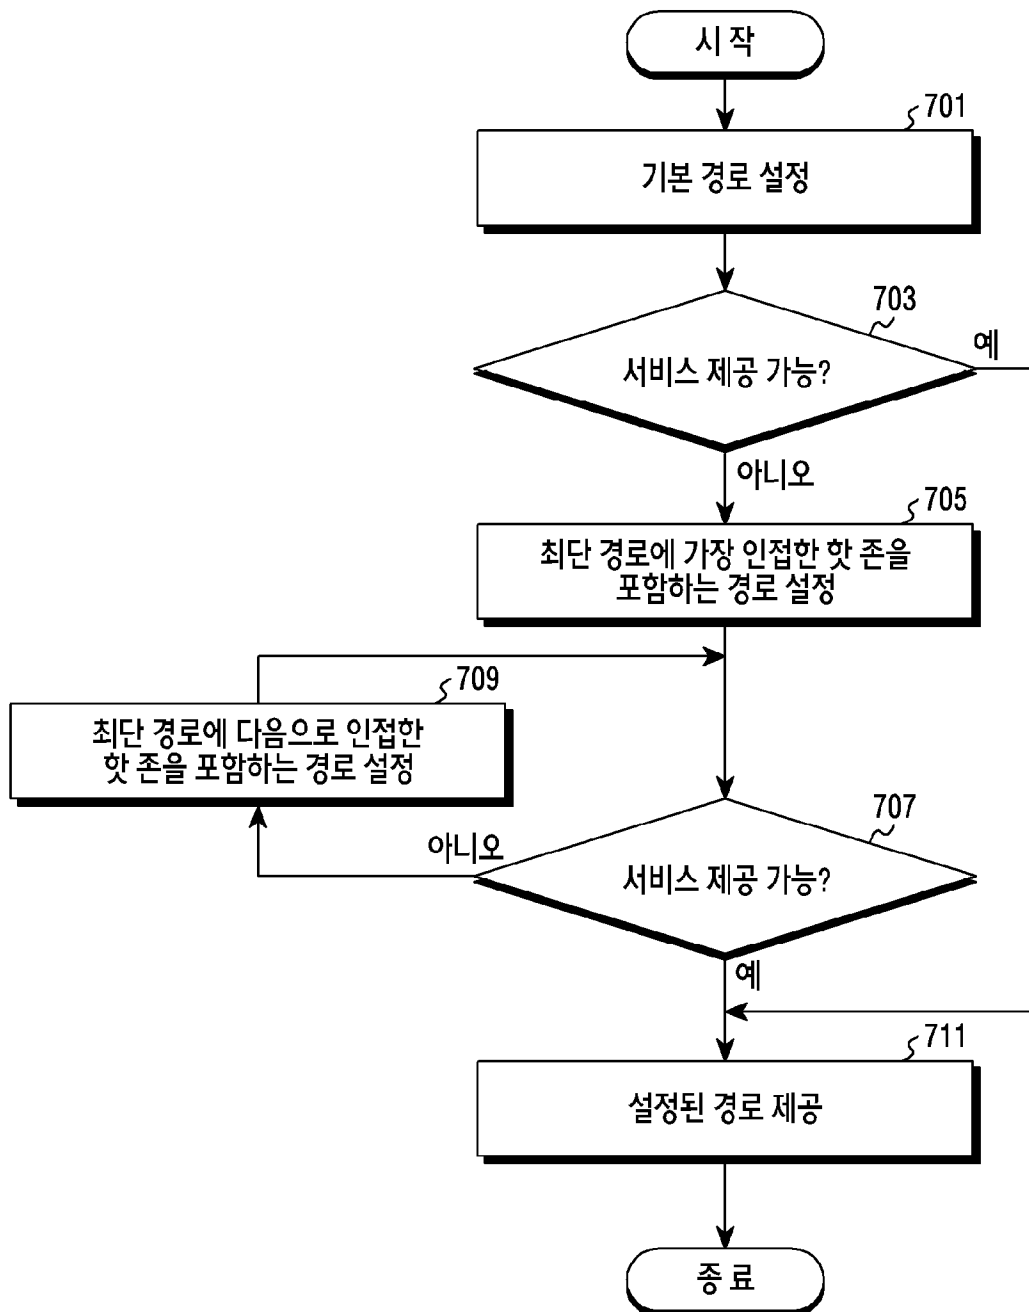 시 작
701
기본 경로 설정
703
서비스 제공 가능?
예
아니오
705
최단 경로에 가장 인접한 핫 존을
포함하는 경로 설정
709
최단 경로에 다음으로 인접한
핫 존을 포함하는 경로 설정
707
아니오
서비스 제공 가능?
예
711
설정된 경로 제공
종 료